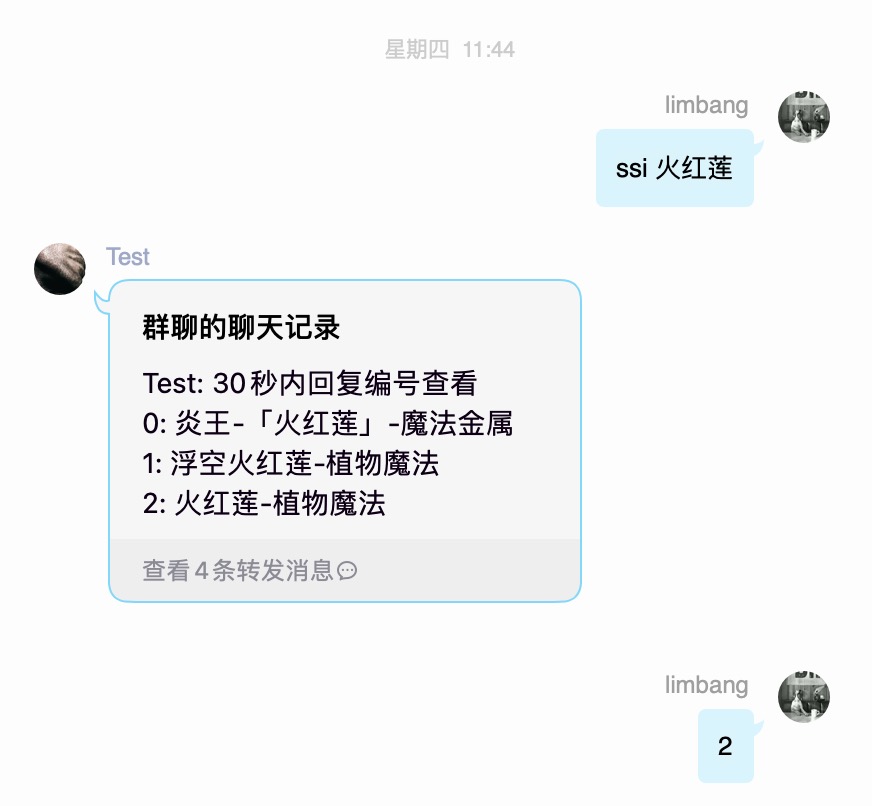 星期四 11:44
limbang
ssi 火红莲
Test
群聊的聊天记录
Test: 30秒内回复编号查看
0: 炎王-「火红莲」-魔法金属
1: 浮空火红莲-植物魔法
2: 火红莲-植物魔法
查看4条转发消息
limbang
2